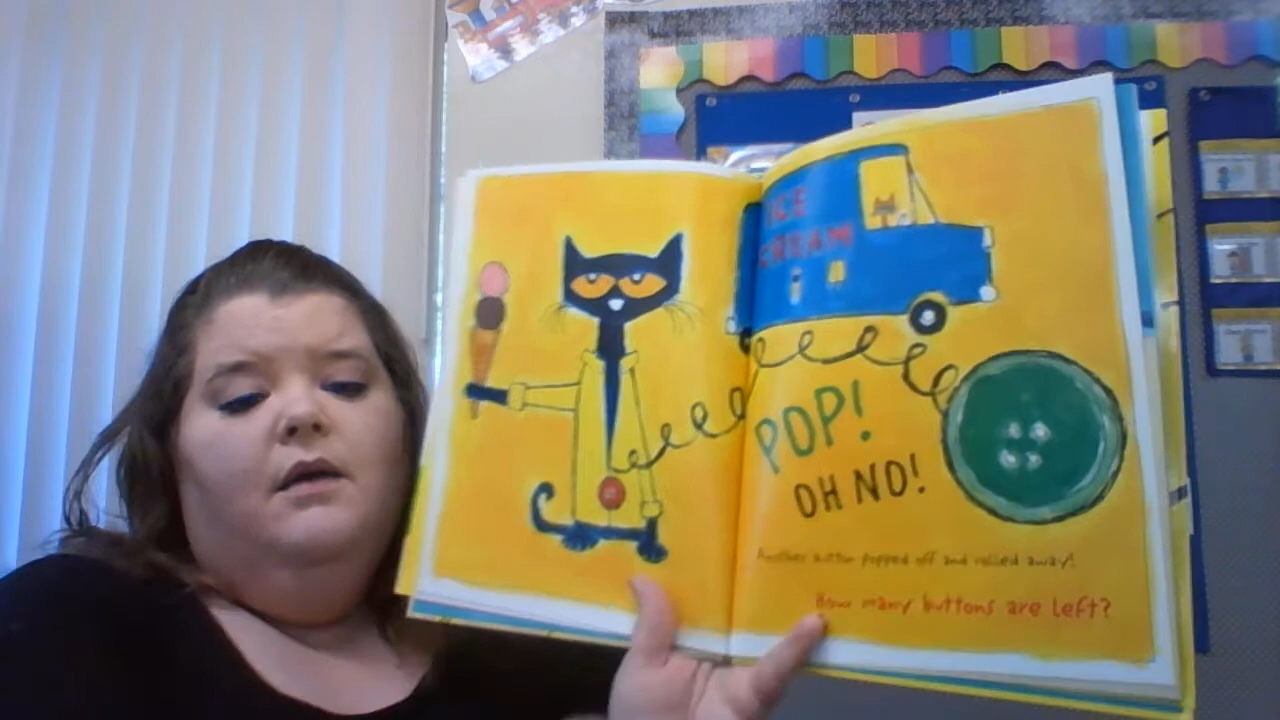 ICE
CREAM
POP!
OH NO!
Another button popped off and rolled away!
How many buttons are left?